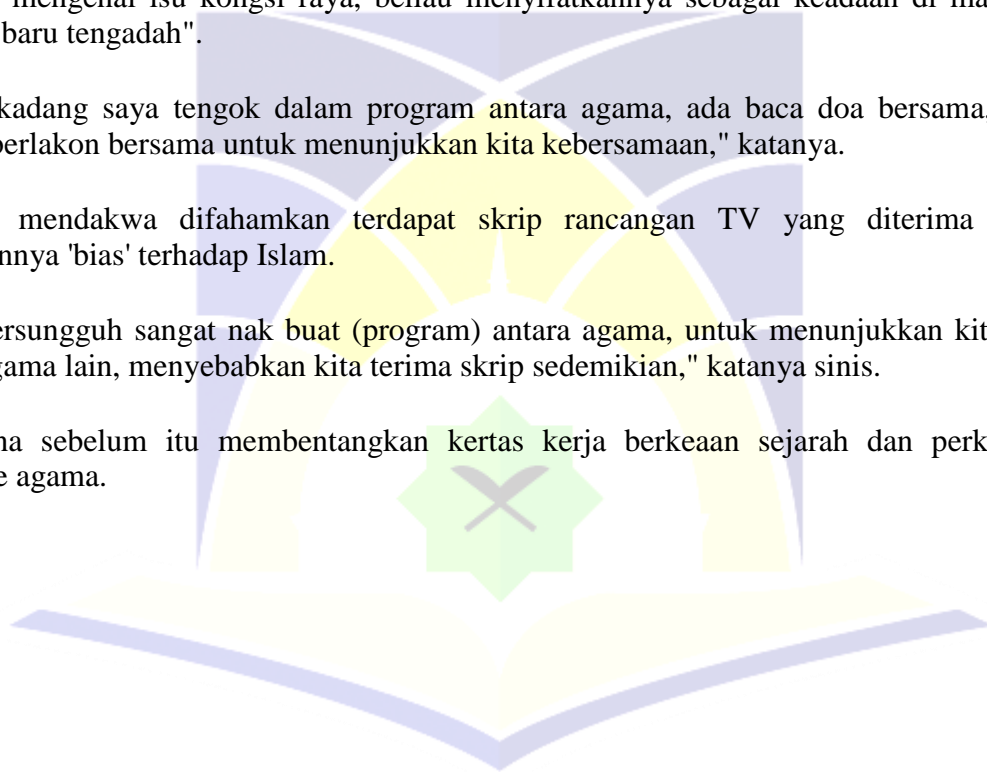 mengenai isu kongsi raya, beliau menyifatkannya sebagai keadaan di ma
baru tengadah".
kadang saya tengok dalam program antara agama, ada baca doa bersama,
berlakon bersama untuk menunjukkan kita kebersamaan," katanya.
mendakwa difahamkan terdapat skrip rancangan TV yang diterima
nnya 'bias' terhadap Islam.
ersungguh sangat nak buat (program) antara agama, untuk menunjukkan kit
gama lain, menyebabkan kita terima skrip sedemikian," katanya sinis.
na sebelum itu membentangkan kertas kerja berkeaan sejarah dan perk
e agama.